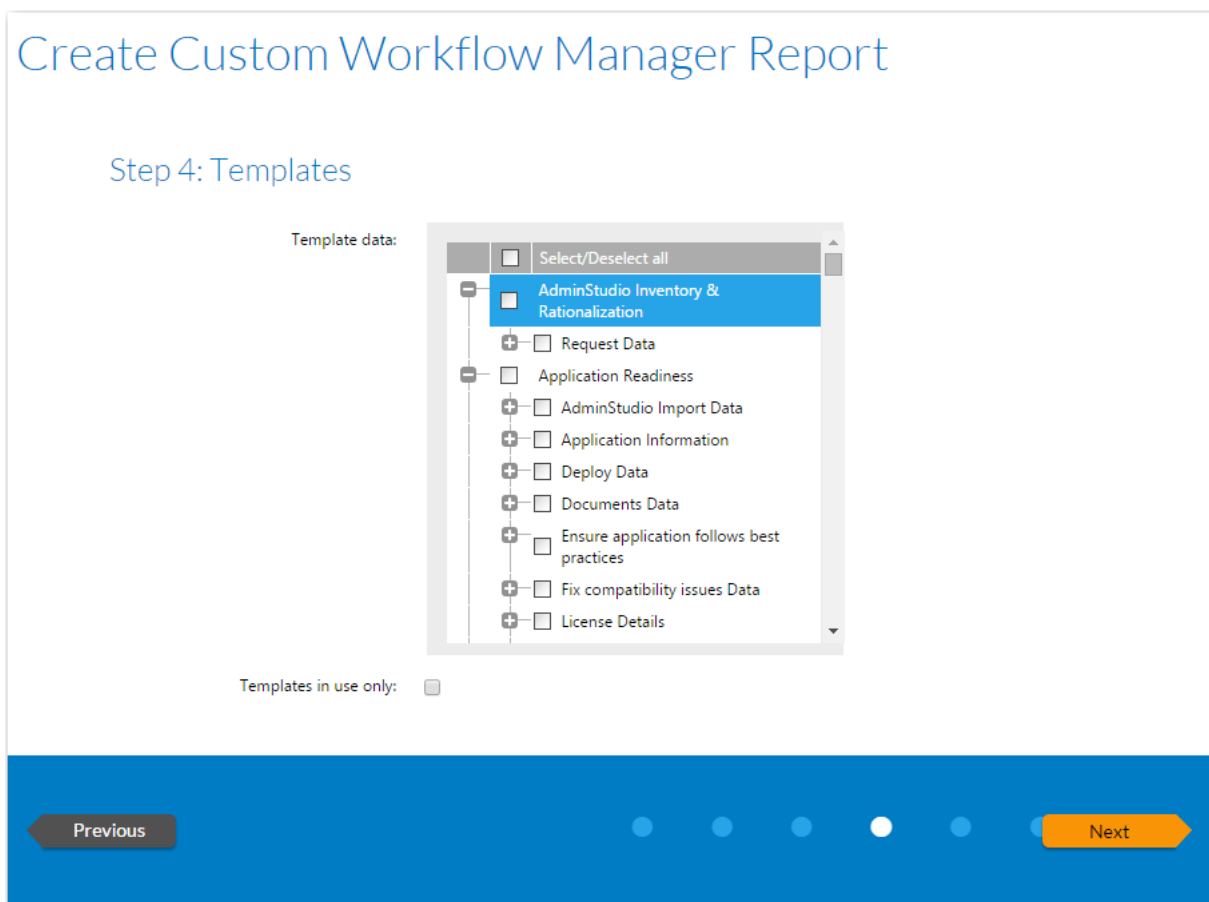 Create Custom Workflow Manager Report
Step 4: Templates
Template data:
Select/Deselect all
AdminStudio Inventory &
Rationalization
Request Data
Application Readiness
AdminStudio Import Data
Application Information
Deploy Data
Documents Data
Ensure application follows best
practices
Fix compatibility issues Data
License Details
Templates in use only:
Previous
Next